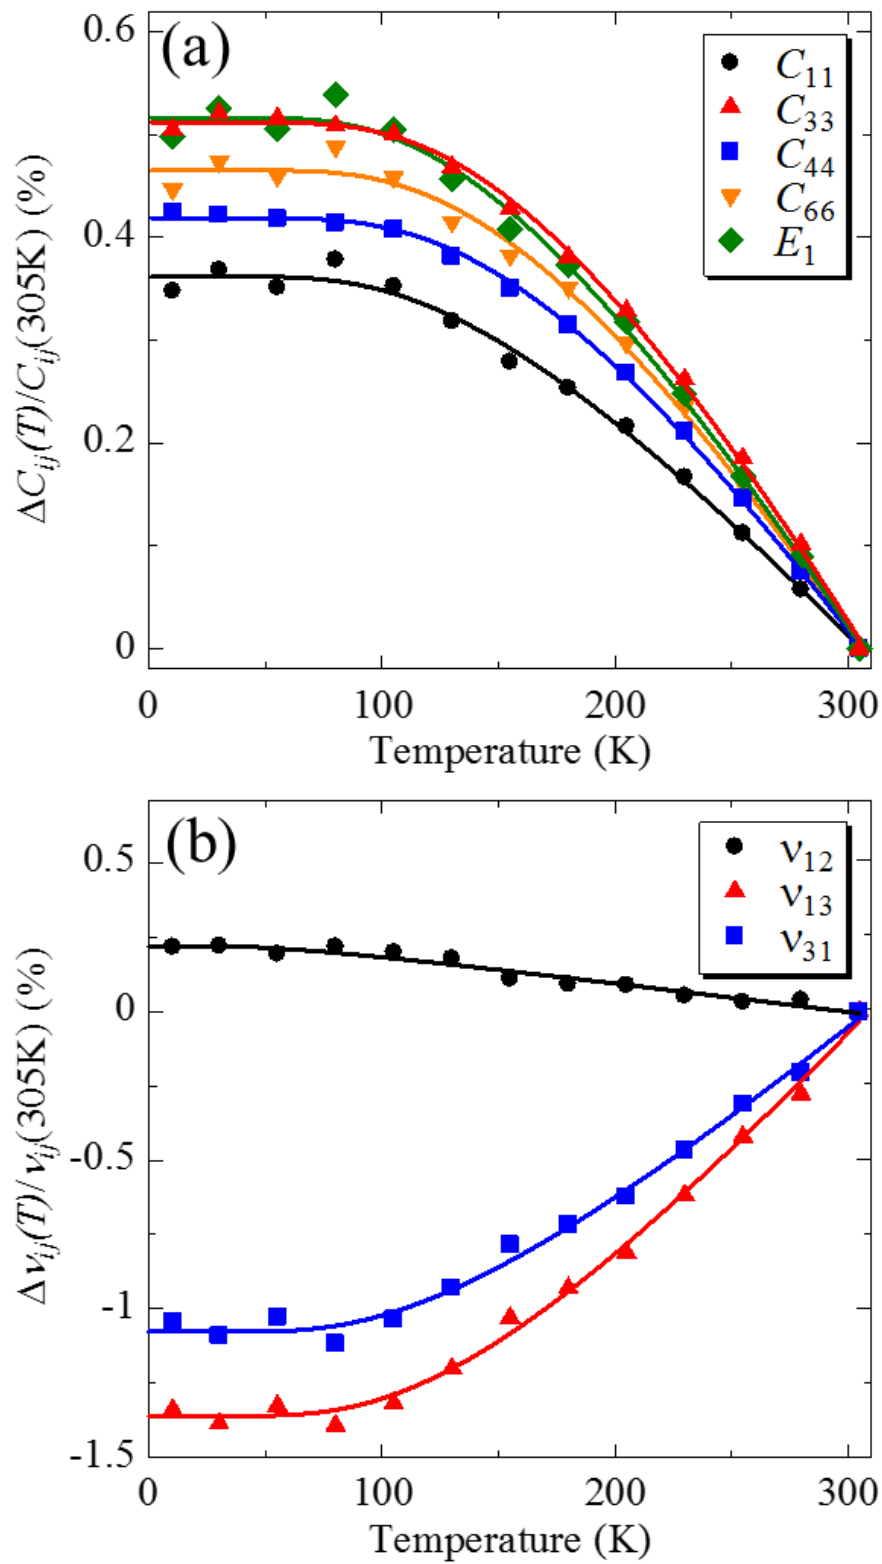 (a)
C11
C33
C44
C66
E1
0.6
0.4
0.2
0
ΔCij(T)/Cij(305K) (%)
0 100 200 300
Temperature (K)
(b)
ν12
ν13
ν31
0.5
0
-0.5
-1
-1.5
Δνij(T)/νij(305K) (%)
0 100 200 300
Temperature (K)